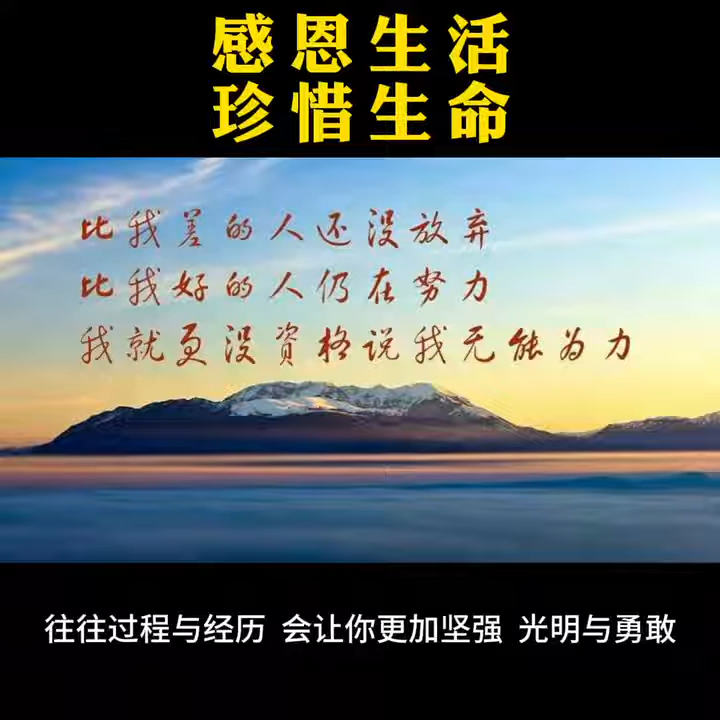 感恩生活
珍惜生命
比我差的人还没放弃
比我好的人仍在努力
我就更没資格说我无能为力
往往过程与经历 会让你更加坚强 光明与勇敢